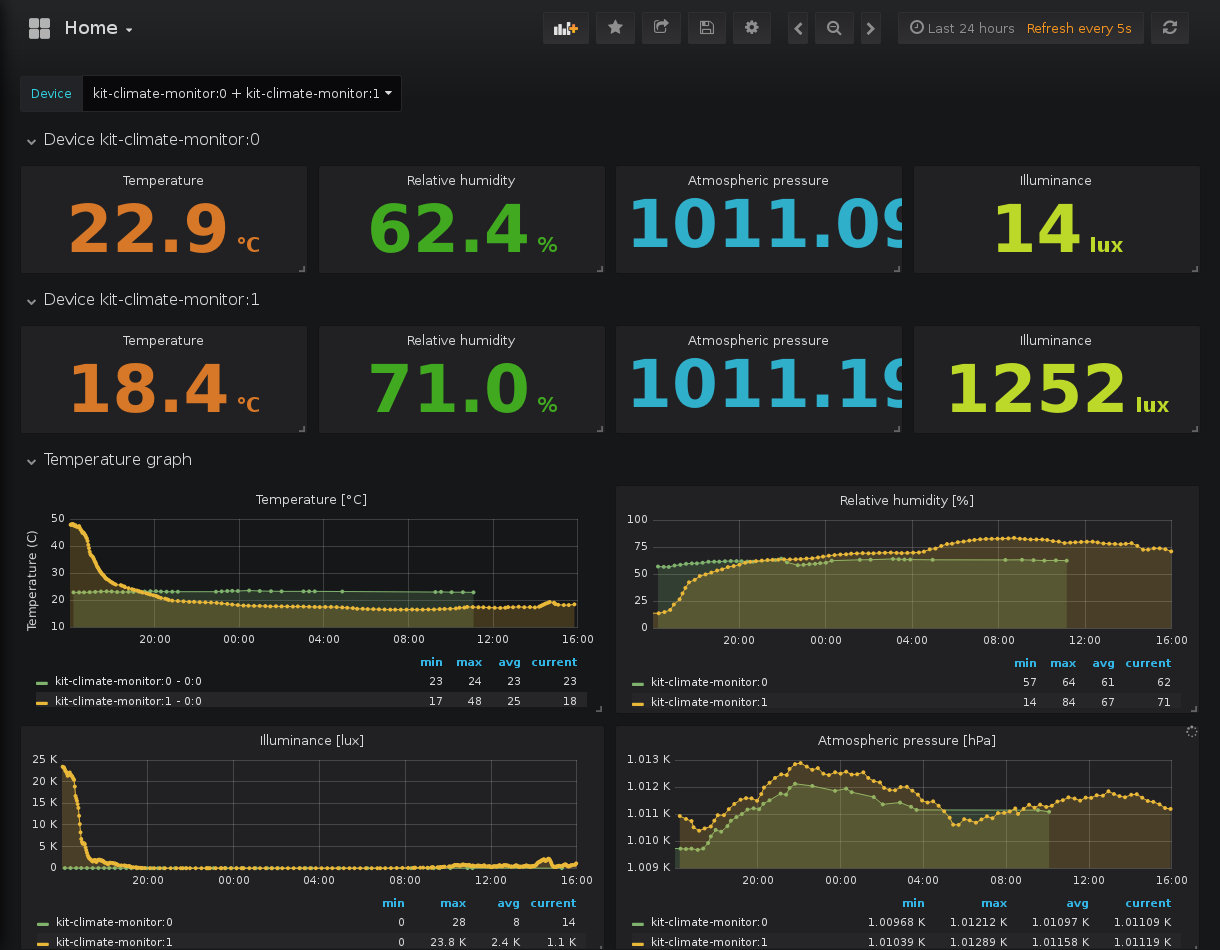 Home
Last 24 hours Refresh every 5s
Device kit-climate-monitor:0 + kit-climate-monitor:1
Device kit-climate-monitor:0
Temperature Relative humidity Atmospheric pressure Illuminance
22.9 °C 62.4 % 1011.09 14 lux
Device kit-climate-monitor:1
Temperature Relative humidity Atmospheric pressure Illuminance
18.4 °C 71.0 % 1011.19 1252 lux
Temperature graph
Temperature [°C]
Temperature (C)
50
40
30
20
10
20:00 00:00 04:00 08:00 12:00 16:00
min max avg current
kit-climate-monitor:0 - 0:0 23 24 23 23
kit-climate-monitor:1 - 0:0 17 48 25 18
Relative humidity [%]
100
75
50
25
0
20:00 00:00 04:00 08:00 12:00 16:00
min max avg current
kit-climate-monitor:0 57 64 61 62
kit-climate-monitor:1 14 84 67 71
Illuminance [lux]
25 K
20 K
15 K
10 K
5 K
0
20:00 00:00 04:00 08:00 12:00 16:00
min max avg current
kit-climate-monitor:0 0 28 8 14
kit-climate-monitor:1 0 23.8 K 2.4 K 1.1 K
Atmospheric pressure [hPa]
1.013 K
1.012 K
1.011 K
1.010 K
1.009 K
20:00 00:00 04:00 08:00 12:00 16:00
min max avg current
kit-climate-monitor:0 1.00968 K 1.01212 K 1.01097 K 1.01109 K
kit-climate-monitor:1 1.01039 K 1.01289 K 1.01158 K 1.01119 K